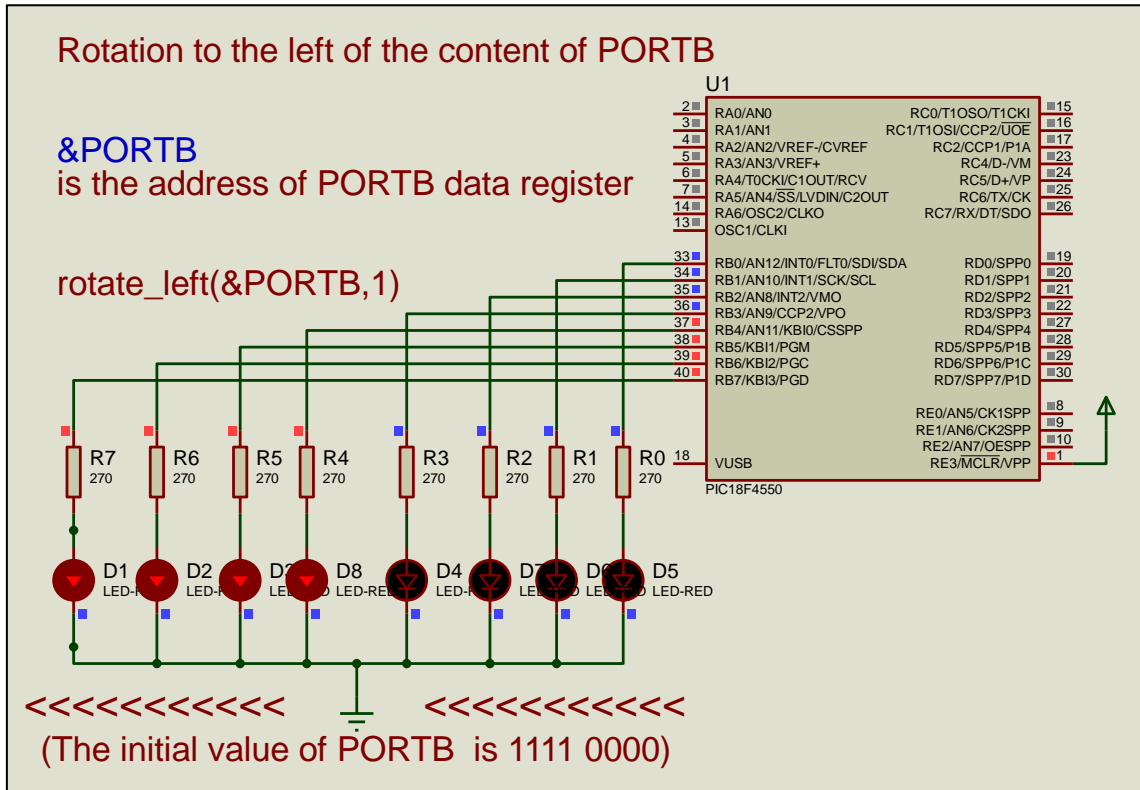 Rotation to the left of the content of PORTB
&PORTB
is the address of PORTB data register
rotate_left(&PORTB,1)
U1
2 RA0/AN0
3 RA1/AN1
4 RA2/AN2/VREF-/CVREF
5 RA3/AN3/VREF+
6 RA4/T0CKI/C1OUT/RCV
7 RA5/AN4/SS/LVDIN/C2OUT
14 RA6/OSC2/CLKO
13 OSC1/CLKI
33 RB0/AN12/INT0/FLT0/SDI/SDA
34 RB1/AN10/INT1/SCK/SCL
35 RB2/AN8/INT2/VMO
36 RB3/AN9/CCP2/VPO
37 RB4/AN11/KBI0/CSSPP
38 RB5/KBI1/PGM
39 RB6/KBI2/PGC
40 RB7/KBI3/PGD
18 VUSB
RC0/T1OSO/T1CKI 15
RC1/T1OSI/CCP2/UOE 16
RC2/CCP1/P1A 17
RC4/D-/VM 23
RC5/D+/VP 24
RC6/TX/CK 25
RC7/RX/DT/SDO 26
RD0/SPP0 19
RD1/SPP1 20
RD2/SPP2 21
RD3/SPP3 22
RD4/SPP4 27
RD5/SPP5/P1B 28
RD6/SPP6/P1C 29
RD7/SPP7/P1D 30
RE0/AN5/CK1SPP 8
RE1/AN6/CK2SPP 9
RE2/AN7/OESPP 10
RE3/MCLR/VPP 1
PIC18F4550
R7 R6 R5 R4 R3 R2 R1 R0
270 270 270 270 270 270 270 270
D1 D2 D8 D4 D5
LED-RED
<<<<<<<<<<< <<<<<<<<<<<
(The initial value of PORTB is 1111 0000)